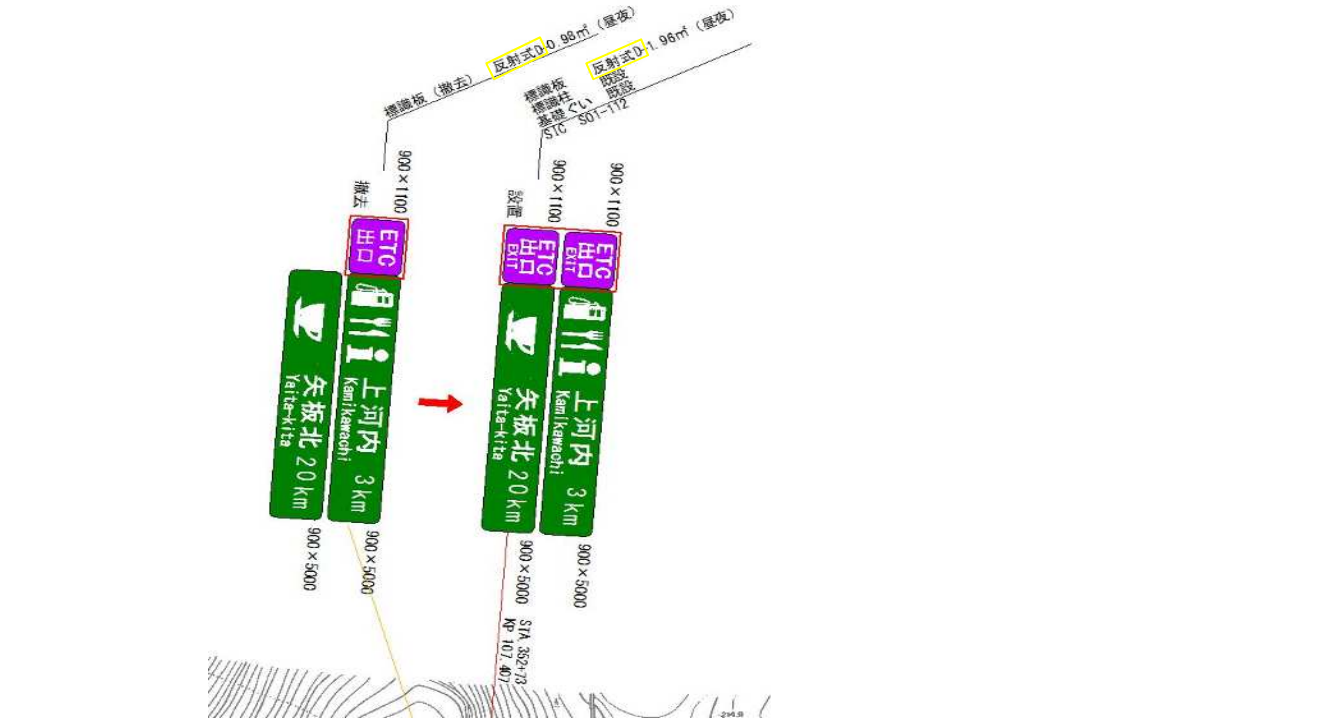 標識板(撤去) 反射式D-0.98㎡(昼夜)
標識板 反射式D-1.96㎡(昼夜)
標識柱 既設
基礎ぐい 既設
SIC S01-112
撤去
900×1100
ETC
出口
上河内 3km
Kamikawachi
矢板北 20km
Yaita-kita
900×5000
900×5000
設置
900×1100
900×1100
ETC
出口
EXIT
ETC
出口
EXIT
上河内 3km
Kamikawachi
矢板北 20km
Yaita-kita
900×5000
900×5000
STA 352+73
KP 107.407